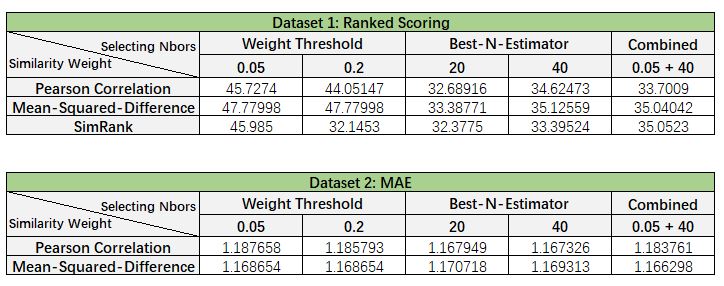 Dataset 1: Ranked Scoring
Selecting Nbors Weight Threshold Best-N-Estimator Combined
Similarity Weight 0.05 0.2 20 40 0.05 + 40
Pearson Correlation 45.7274 44.05147 32.68916 34.62473 33.7009
Mean-Squared-Difference 47.77998 47.77998 33.38771 35.12559 35.04042
SimRank 45.985 32.1453 32.3775 33.39524 35.0523
Dataset 2: MAE
Selecting Nbors Weight Threshold Best-N-Estimator Combined
Similarity Weight 0.05 0.2 20 40 0.05 + 40
Pearson Correlation 1.187658 1.185793 1.167949 1.167326 1.183761
Mean-Squared-Difference 1.168654 1.168654 1.170718 1.169313 1.166298